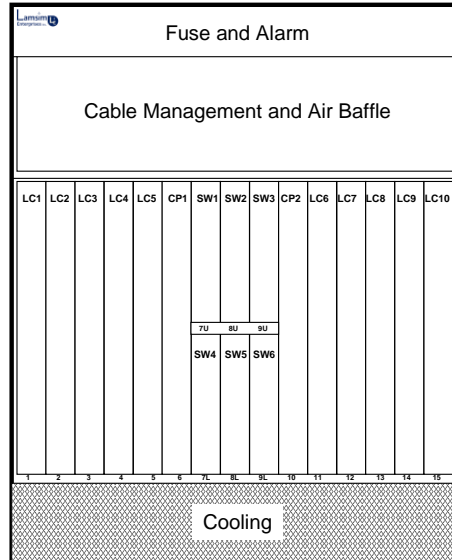 Lamsim
Enterprises Inc.
Fuse and Alarm
Cable Management and Air Baffle
LC1 LC2 LC3 LC4 LC5 CP1 SW1 SW2 SW3 CP2 LC6 LC7 LC8 LC9 LC10
7U 8U 9U
SW4 SW5 SW6
1 2 3 4 5 6 7L 8L 9L 10 11 12 13 14 15
Cooling